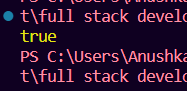 t\full stack develo
true
PS C:\Users\Anushka
t\full stack develo